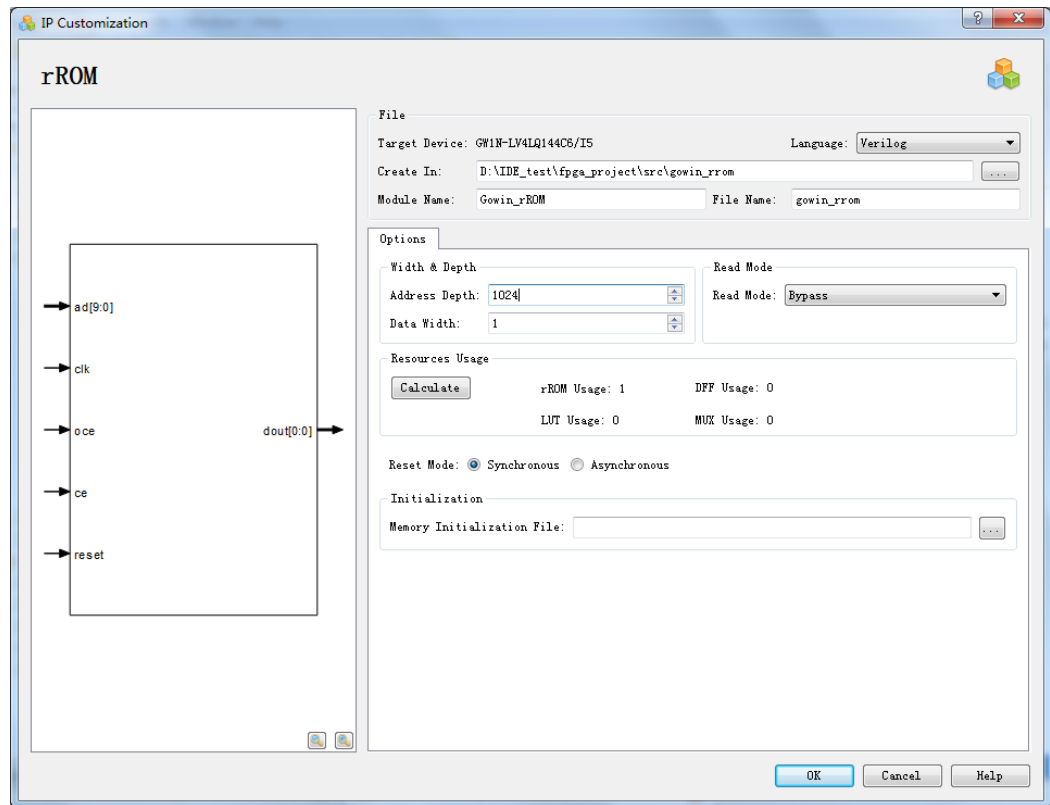 IP Customization
rROM
File
Target Device: GW1N-LV4LQ144C6/I5 Language: Verilog
Create In: D:\IDE_test\fpga_project\src\gowin_rrom ...
Module Name: Gowin_rROM File Name: gowin_rrom
Options
Width & Depth Read Mode
Address Depth: 1024 Read Mode: Bypass
Data Width: 1
Resources Usage
Calculate rROM Usage: 1 DFF Usage: 0
LUT Usage: 0 MUX Usage: 0
Reset Mode: Synchronous Asynchronous
Initialization
Memory Initialization File: ...
ad[9:0]
clk
oce dout[0:0]
ce
reset
OK Cancel Help